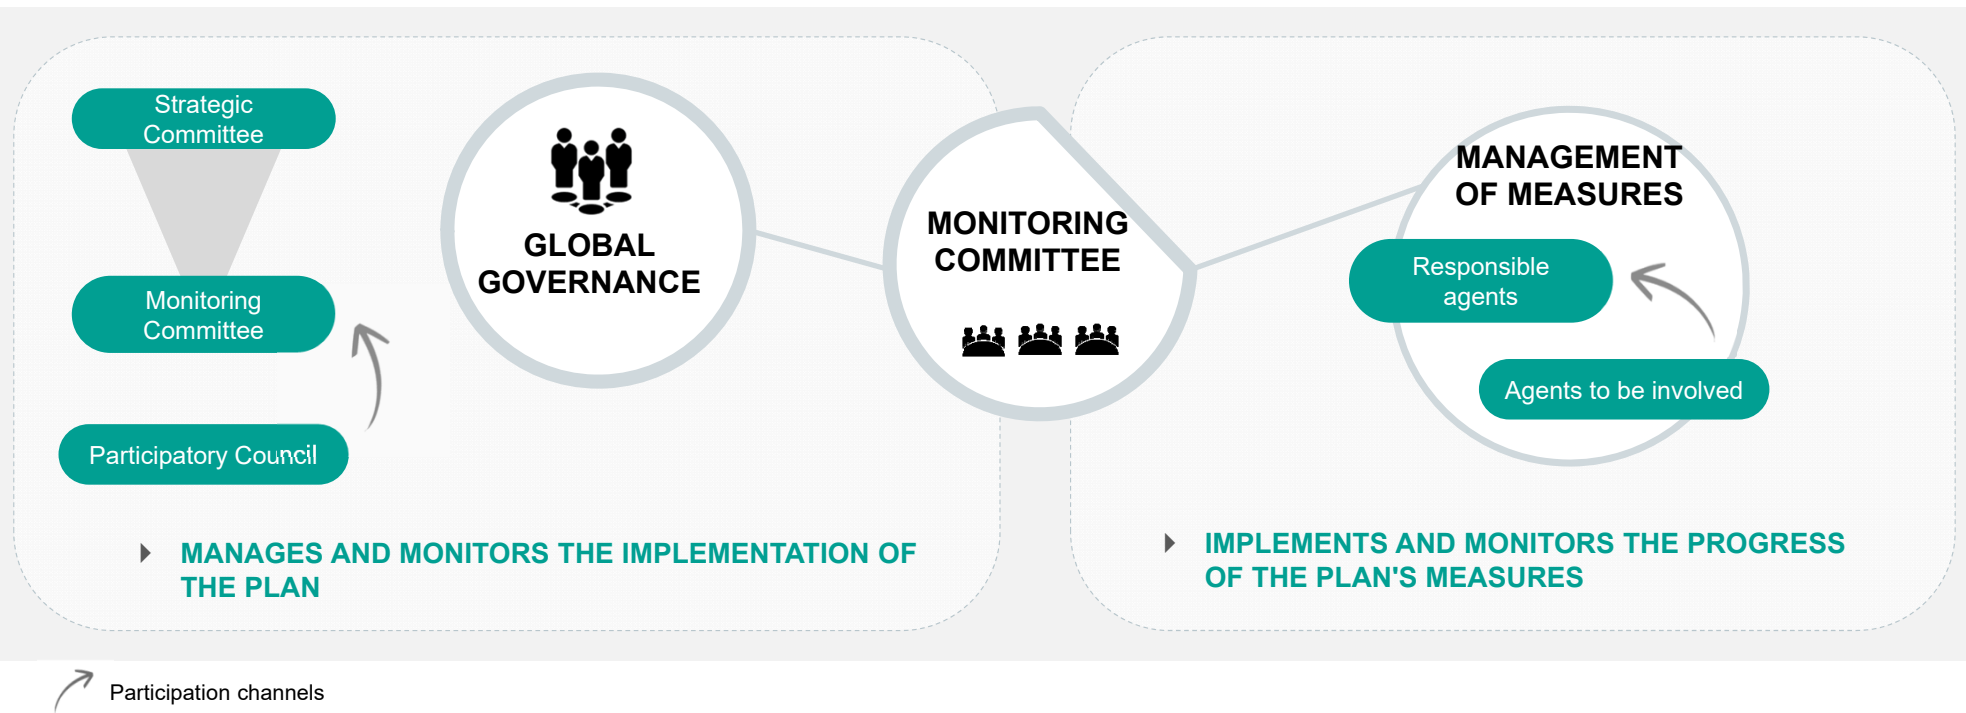 Strategic
Committee
Monitoring
Committee
Participatory Council
GLOBAL
GOVERNANCE
MANAGES AND MONITORS THE IMPLEMENTATION OF
THE PLAN
MONITORING
COMMITTEE
MANAGEMENT
OF MEASURES
Responsible
agents
Agents to be involved
IMPLEMENTS AND MONITORS THE PROGRESS
OF THE PLAN'S MEASURES
Participation channels